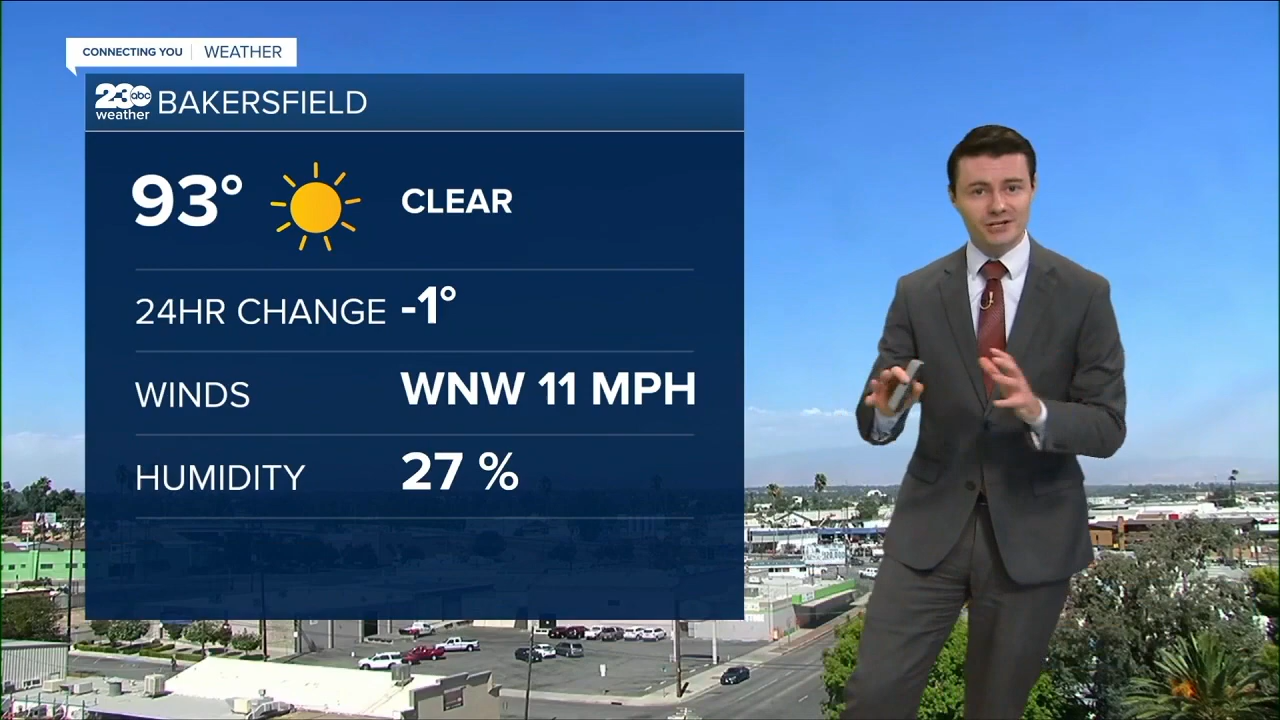 CONNECTING YOU | WEATHER
23 abc
weather
BAKERSFIELD
93° CLEAR
24HR CHANGE -1°
WINDS WNW 11 MPH
HUMIDITY 27 %